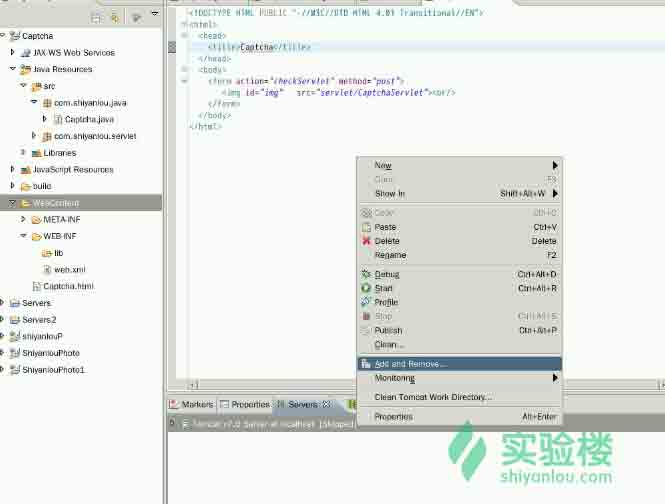 Captcha
JAX-WS Web Services
Java Resources
src
com.shiyanlou.java
Captcha.java
com.shiyanlou.servlet
Libraries
JavaScript Resources
build
WebContent
META-INF
WEB-INF
lib
web.xml
Captcha.html
Servers
Servers2
shiyanlouP
ShiyanlouPhoto
ShiyanlouPhoto1
<!DOCTYPE HTML PUBLIC "-//W3C//DTD HTML 4.01 Transitional//EN">
<html>
<head>
<title>Captcha</title>
</head>
<body>
<form action="CheckServlet" method="post">
<img id="img" src="servlet/CaptchaServlet"><br/>
</form>
</body>
</html>
New
Open F3
Show In Shift+Alt+W
Copy Ctrl+C
Paste Ctrl+V
Delete Delete
Rename F2
Debug Ctrl+Alt+D
Start Ctrl+Alt+R
Profile
Stop Ctrl+Alt+S
Publish Ctrl+Alt+P
Clean...
Add and Remove...
Monitoring
Clean Tomcat Work Directory...
Properties Alt+Enter
Markers Properties Servers
Tomcat v7.0 Server at localhost [Stopped]
实验楼
shiyanlou.com